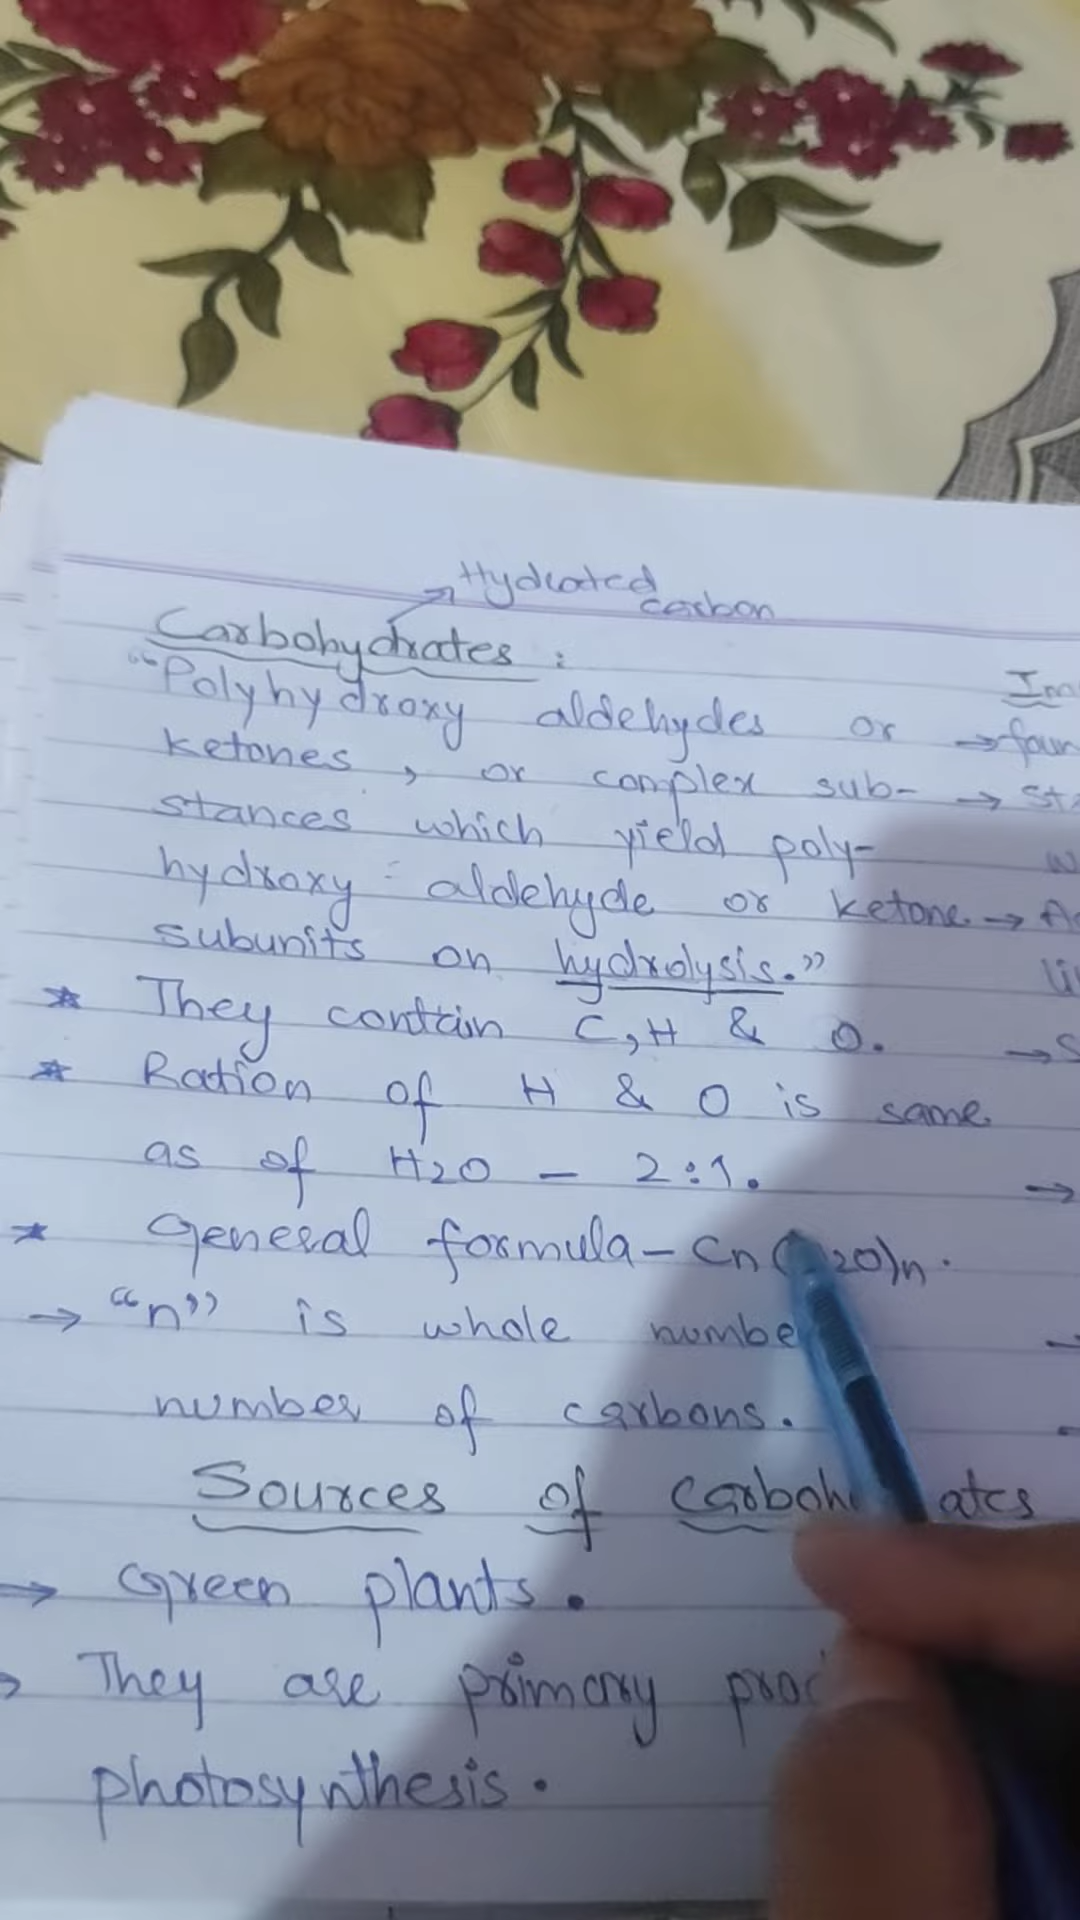 Hydrated
carbon
Carbohydrates :
"Polyhydroxy aldehydes or → 
ketones, or complex sub- →
stances which yield poly-
hydroxy - aldehyde or ketone →
subunits on hydrolysis."
* They contain C, H & O. →
* Ration of H & O is same
as of H2O - 2:1. →
* General formula - Cn( 2O)n.
→ "n" is whole
number of carbons.
Sources of
→ Green plants.
They are primary
photosynthesis.